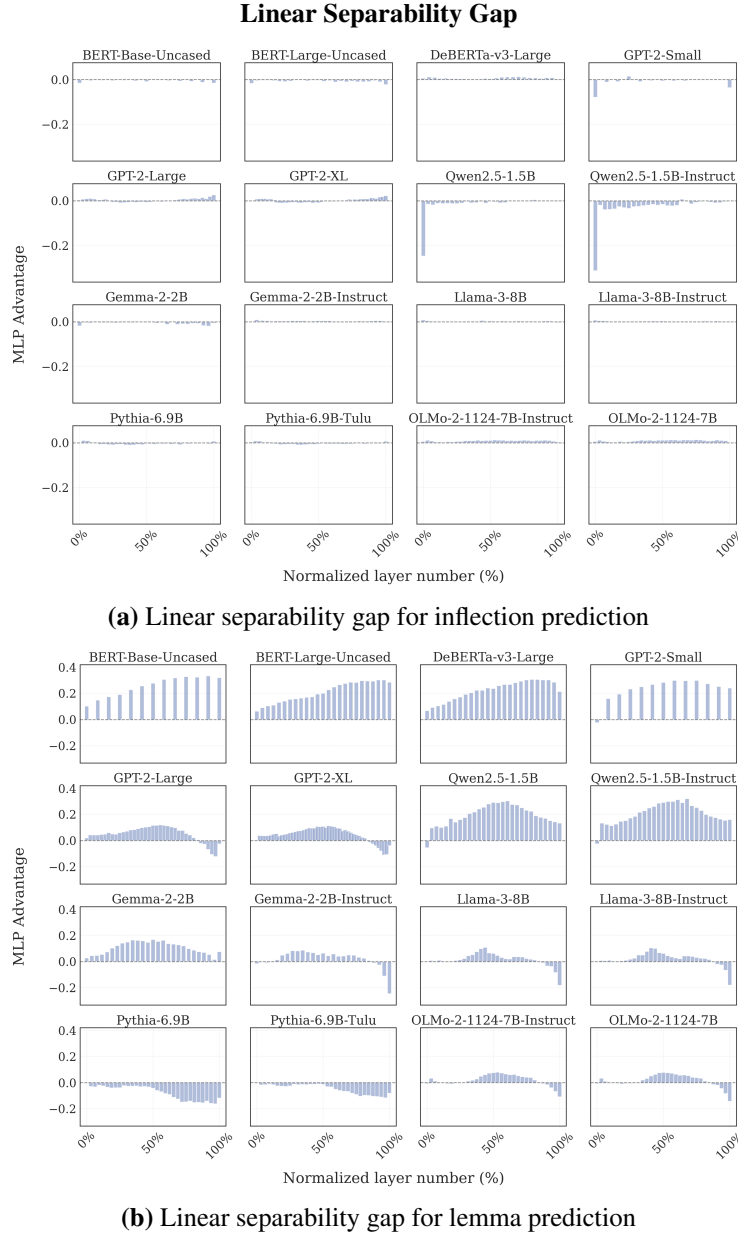 Linear Separability Gap
BERT-Base-Uncased BERT-Large-Uncased DeBERTa-v3-Large GPT-2-Small
0.0
−0.2
GPT-2-Large GPT-2-XL Qwen2.5-1.5B Qwen2.5-1.5B-Instruct
0.0
−0.2
Gemma-2-2B Gemma-2-2B-Instruct Llama-3-8B Llama-3-8B-Instruct
0.0
−0.2
MLP Advantage
Pythia-6.9B Pythia-6.9B-Tulu OLMo-2-1124-7B-Instruct OLMo-2-1124-7B
0.0
−0.2
0% 50% 100% 0% 50% 100% 0% 50% 100% 0% 50% 100%
Normalized layer number (%)
(a) Linear separability gap for inflection prediction
BERT-Base-Uncased BERT-Large-Uncased DeBERTa-v3-Large GPT-2-Small
0.4
0.2
0.0
−0.2
GPT-2-Large GPT-2-XL Qwen2.5-1.5B Qwen2.5-1.5B-Instruct
0.4
0.2
0.0
−0.2
Gemma-2-2B Gemma-2-2B-Instruct Llama-3-8B Llama-3-8B-Instruct
0.4
0.2
0.0
−0.2
MLP Advantage
Pythia-6.9B Pythia-6.9B-Tulu OLMo-2-1124-7B-Instruct OLMo-2-1124-7B
0.4
0.2
0.0
−0.2
0% 50% 100% 0% 50% 100% 0% 50% 100% 0% 50% 100%
Normalized layer number (%)
(b) Linear separability gap for lemma prediction